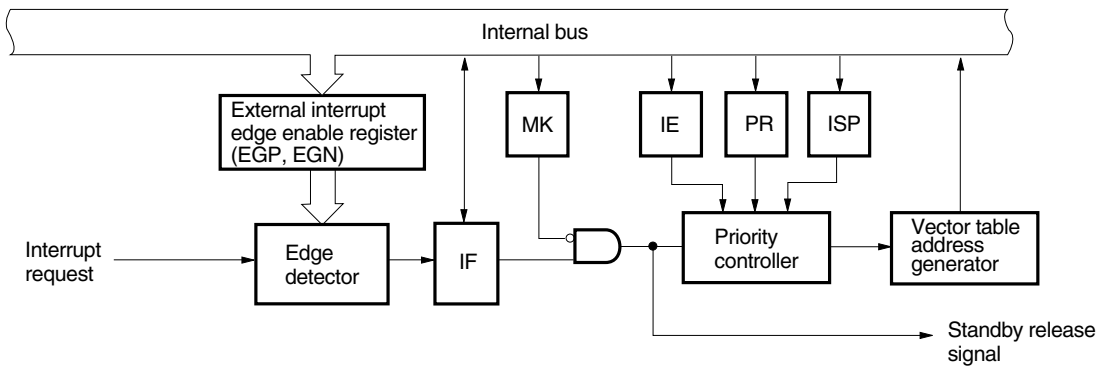 Internal bus
External interrupt
edge enable register
(EGP, EGN)
MK
IE
PR
ISP
Interrupt
request
Edge
detector
IF
Priority
controller
Vector table
address
generator
Standby release
signal